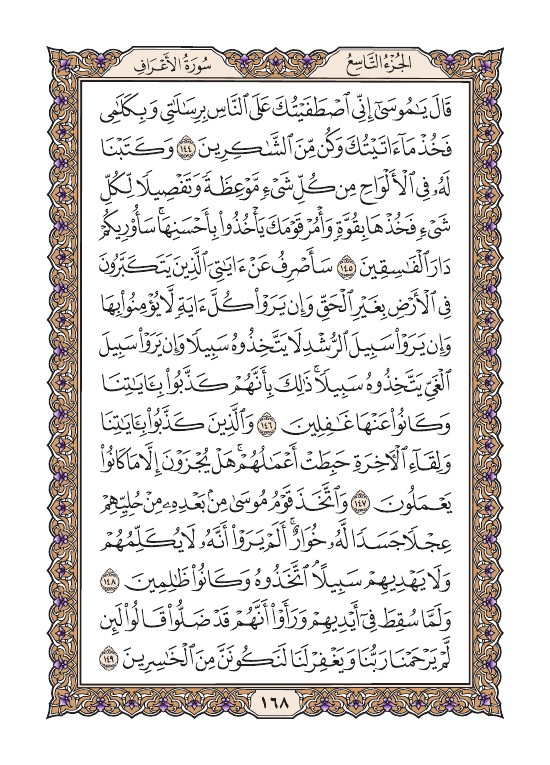 سُورَةُ الأَعْرَافِ
الجُزْءُ التَّاسِعُ
قَالَ يَٰمُوسَىٰٓ إِنِّي ٱصۡطَفَيۡتُكَ عَلَى ٱلنَّاسِ بِرِسَٰلَٰتِي وَبِكَلَٰمِي
فَخُذۡ مَآ ءَاتَيۡتُكَ وَكُن مِّنَ ٱلشَّٰكِرِينَ ١٤٤ وَكَتَبۡنَا
لَهُۥ فِي ٱلۡأَلۡوَاحِ مِن كُلِّ شَيۡءٖ مَّوۡعِظَةٗ وَتَفۡصِيلٗا لِّكُلِّ
شَيۡءٖ فَخُذۡهَا بِقُوَّةٖ وَأۡمُرۡ قَوۡمَكَ يَأۡخُذُواْ بِأَحۡسَنِهَاۚ سَأُوْرِيكُمۡ
دَارَ ٱلۡفَٰسِقِينَ ١٤٥ سَأَصۡرِفُ عَنۡ ءَايَٰتِيَ ٱلَّذِينَ يَتَكَبَّرُونَ
فِي ٱلۡأَرۡضِ بِغَيۡرِ ٱلۡحَقِّ وَإِن يَرَوۡاْ كُلَّ ءَايَةٖ لَّا يُؤۡمِنُواْ بِهَا
وَإِن يَرَوۡاْ سَبِيلَ ٱلرُّشۡدِ لَا يَتَّخِذُوهُ سَبِيلٗا وَإِن يَرَوۡاْ سَبِيلَ
ٱلۡغَيِّ يَتَّخِذُوهُ سَبِيلٗاۚ ذَٰلِكَ بِأَنَّهُمۡ كَذَّبُواْ بِـَٔايَٰتِنَا
وَكَانُواْ عَنۡهَا غَٰفِلِينَ ١٤٦ وَٱلَّذِينَ كَذَّبُواْ بِـَٔايَٰتِنَا
وَلِقَآءِ ٱلۡأٓخِرَةِ حَبِطَتۡ أَعۡمَٰلُهُمۡۚ هَلۡ يُجۡزَوۡنَ إِلَّا مَا كَانُواْ
يَعۡمَلُونَ ١٤٧ وَٱتَّخَذَ قَوۡمُ مُوسَىٰ مِنۢ بَعۡدِهِۦ مِنۡ حُلِيِّهِمۡ
عِجۡلٗا جَسَدٗا لَّهُۥ خُوَارٌۚ أَلَمۡ يَرَوۡاْ أَنَّهُۥ لَا يُكَلِّمُهُمۡ
وَلَا يَهۡدِيهِمۡ سَبِيلًاۘ ٱتَّخَذُوهُ وَكَانُواْ ظَٰلِمِينَ ١٤٨
وَلَمَّا سُقِطَ فِيٓ أَيۡدِيهِمۡ وَرَأَوۡاْ أَنَّهُمۡ قَدۡ ضَلُّواْ قَالُواْ لَئِن
لَّمۡ يَرۡحَمۡنَا رَبُّنَا وَيَغۡفِرۡ لَنَا لَنَكُونَنَّ مِنَ ٱلۡخَٰسِرِينَ ١٤٩
١٦٨